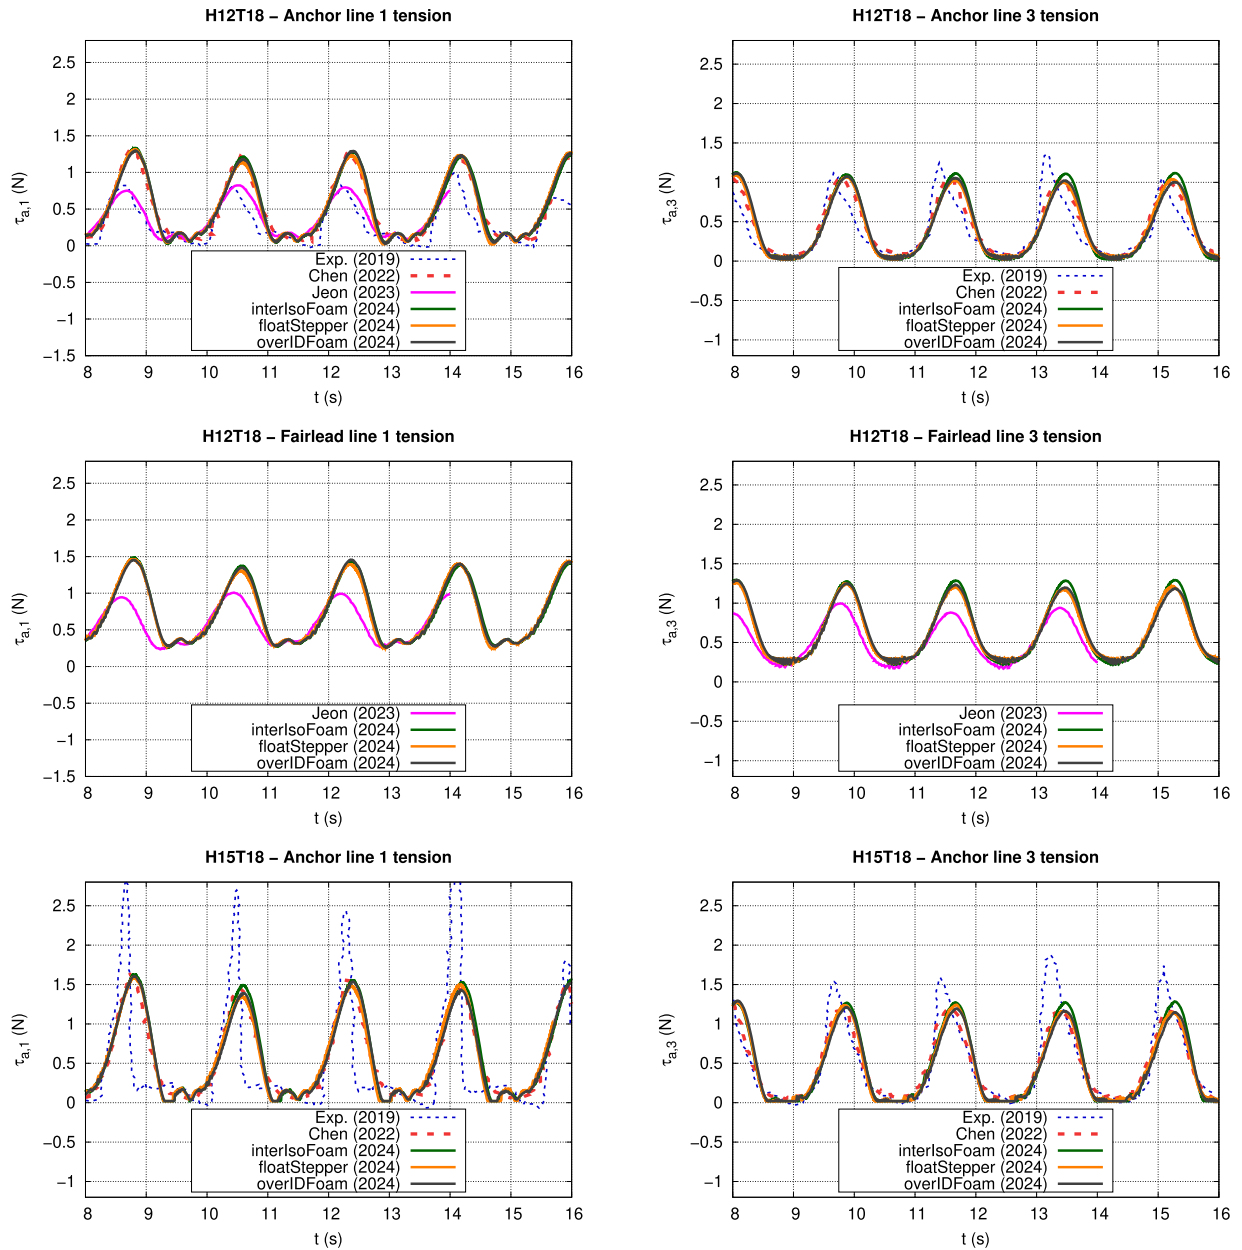 H12T18 – Anchor line 1 tension
τa,1 (N)
2.5
2
1.5
1
0.5
0
−0.5
−1
−1.5
Exp. (2019)
Chen (2022)
Jeon (2023)
interIsoFoam (2024)
floatStepper (2024)
overIDFoam (2024)
8 9 10 11 12 13 14 15 16
t (s)
H12T18 – Anchor line 3 tension
τa,3 (N)
2.5
2
1.5
1
0.5
0
−0.5
−1
Exp. (2019)
Chen (2022)
interIsoFoam (2024)
floatStepper (2024)
overIDFoam (2024)
8 9 10 11 12 13 14 15 16
t (s)
H12T18 – Fairlead line 1 tension
τa,1 (N)
2.5
2
1.5
1
0.5
0
−0.5
−1
−1.5
Jeon (2023)
interIsoFoam (2024)
floatStepper (2024)
overIDFoam (2024)
8 9 10 11 12 13 14 15 16
t (s)
H12T18 – Fairlead line 3 tension
τa,3 (N)
2.5
2
1.5
1
0.5
0
−0.5
−1
Jeon (2023)
interIsoFoam (2024)
floatStepper (2024)
overIDFoam (2024)
8 9 10 11 12 13 14 15 16
t (s)
H15T18 – Anchor line 1 tension
τa,1 (N)
2.5
2
1.5
1
0.5
0
−0.5
−1
Exp. (2019)
Chen (2022)
interIsoFoam (2024)
floatStepper (2024)
overIDFoam (2024)
8 9 10 11 12 13 14 15 16
t (s)
H15T18 – Anchor line 3 tension
τa,3 (N)
2.5
2
1.5
1
0.5
0
−0.5
−1
Exp. (2019)
Chen (2022)
interIsoFoam (2024)
floatStepper (2024)
overIDFoam (2024)
8 9 10 11 12 13 14 15 16
t (s)